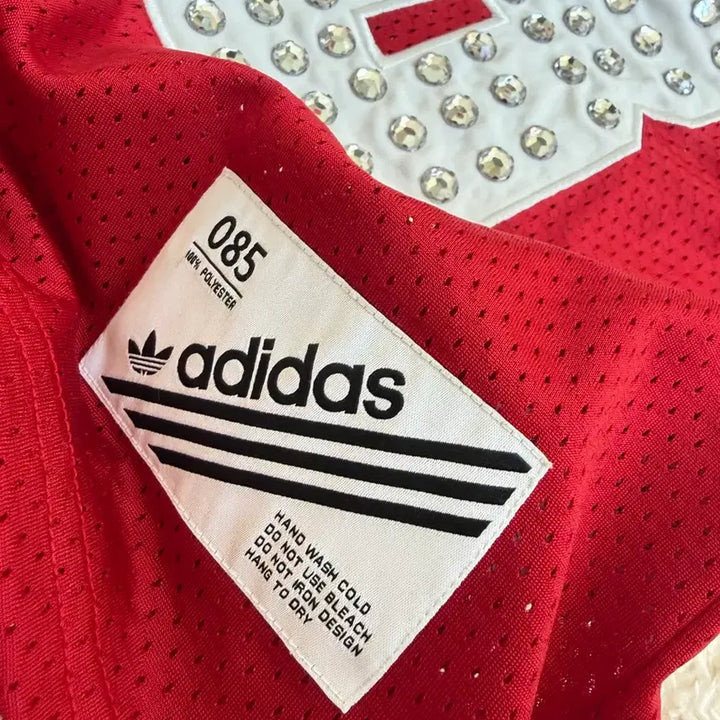 085
100% POLYESTER
adidas
HAND WASH COLD
DO NOT USE BLEACH
DO NOT IRON DESIGN
HANG TO DRY